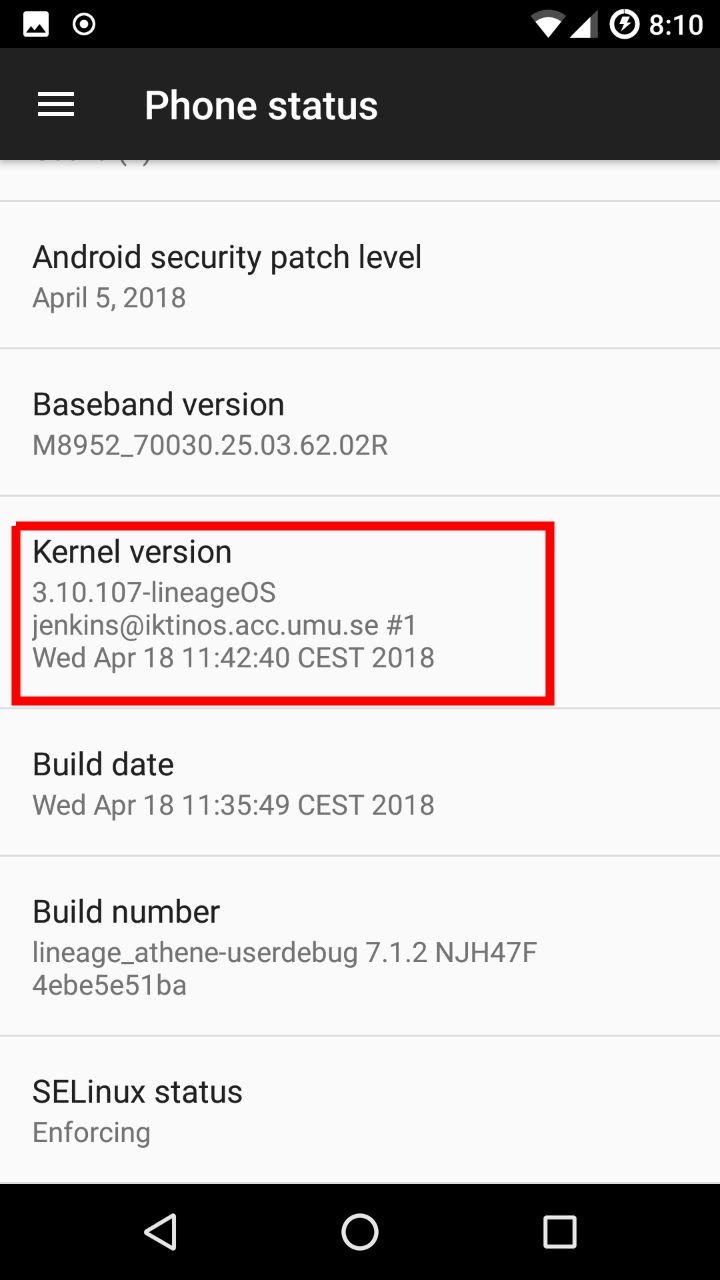 8:10
Phone status
Android security patch level
April 5, 2018
Baseband version
M8952_70030.25.03.62.02R
Kernel version
3.10.107-lineageOS
jenkins@iktinos.acc.umu.se #1
Wed Apr 18 11:42:40 CEST 2018
Build date
Wed Apr 18 11:35:49 CEST 2018
Build number
lineage_athene-userdebug 7.1.2 NJH47F
4ebe5e51ba
SELinux status
Enforcing